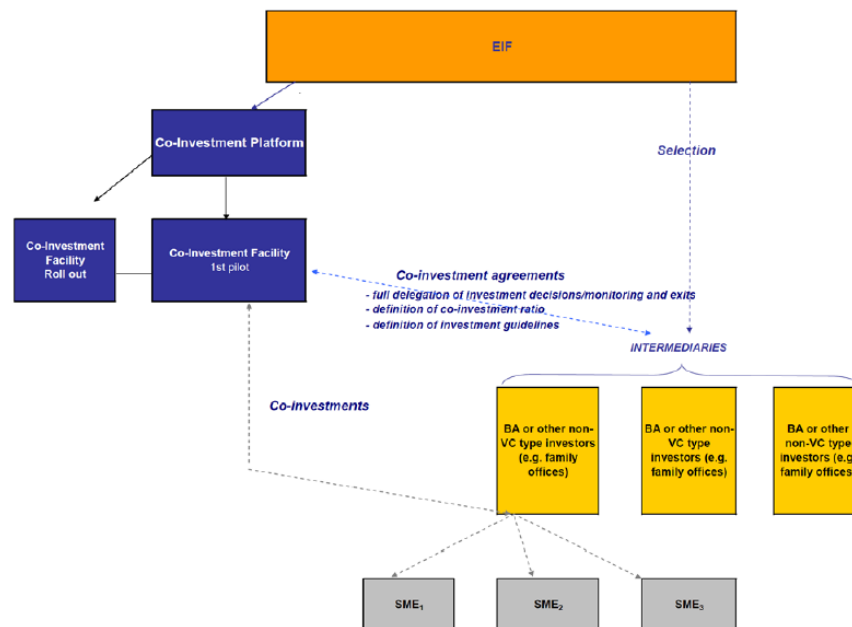 EIF
Co-Investment Platform
Selection
Co-Investment
Facility
Roll out
Co-Investment Facility
1st pilot
Co-investment agreements
- full delegation of investment decisions/monitoring and exits
- definition of co-investment ratio
- definition of investment guidelines
INTERMEDIARIES
Co-investments
BA or other non-
VC type investors
(e.g. family
offices)
BA or other non-
VC type
investors (e.g.
family offices)
BA or other
non-VC type
investors (e.g
family offices
SME₁
SME₂
SME₃